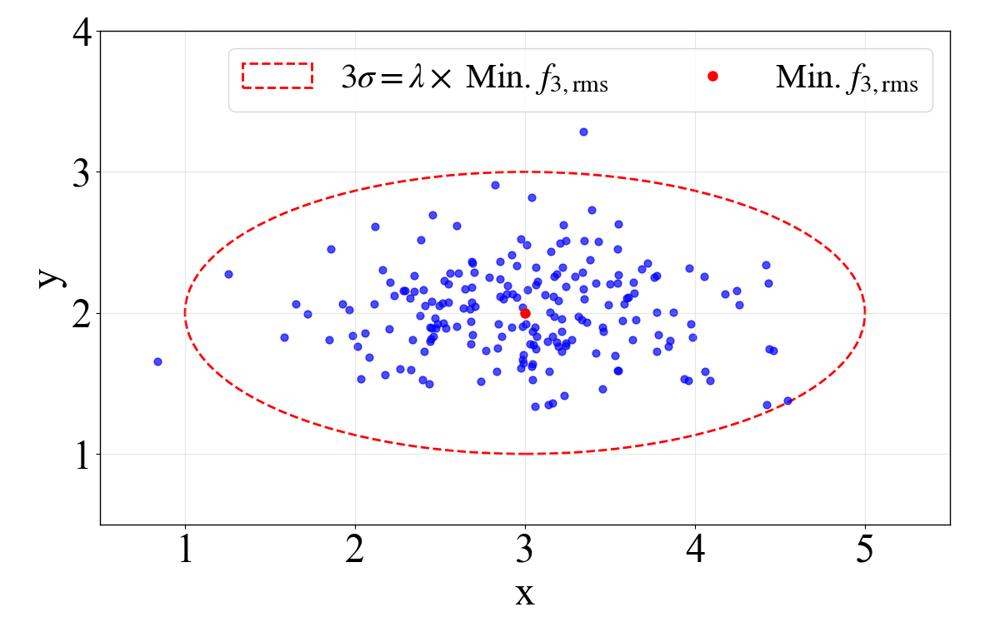 4
3σ = λ × Min. f3, rms
Min. f3, rms
3
y
2
1
1 2 3 4 5
x